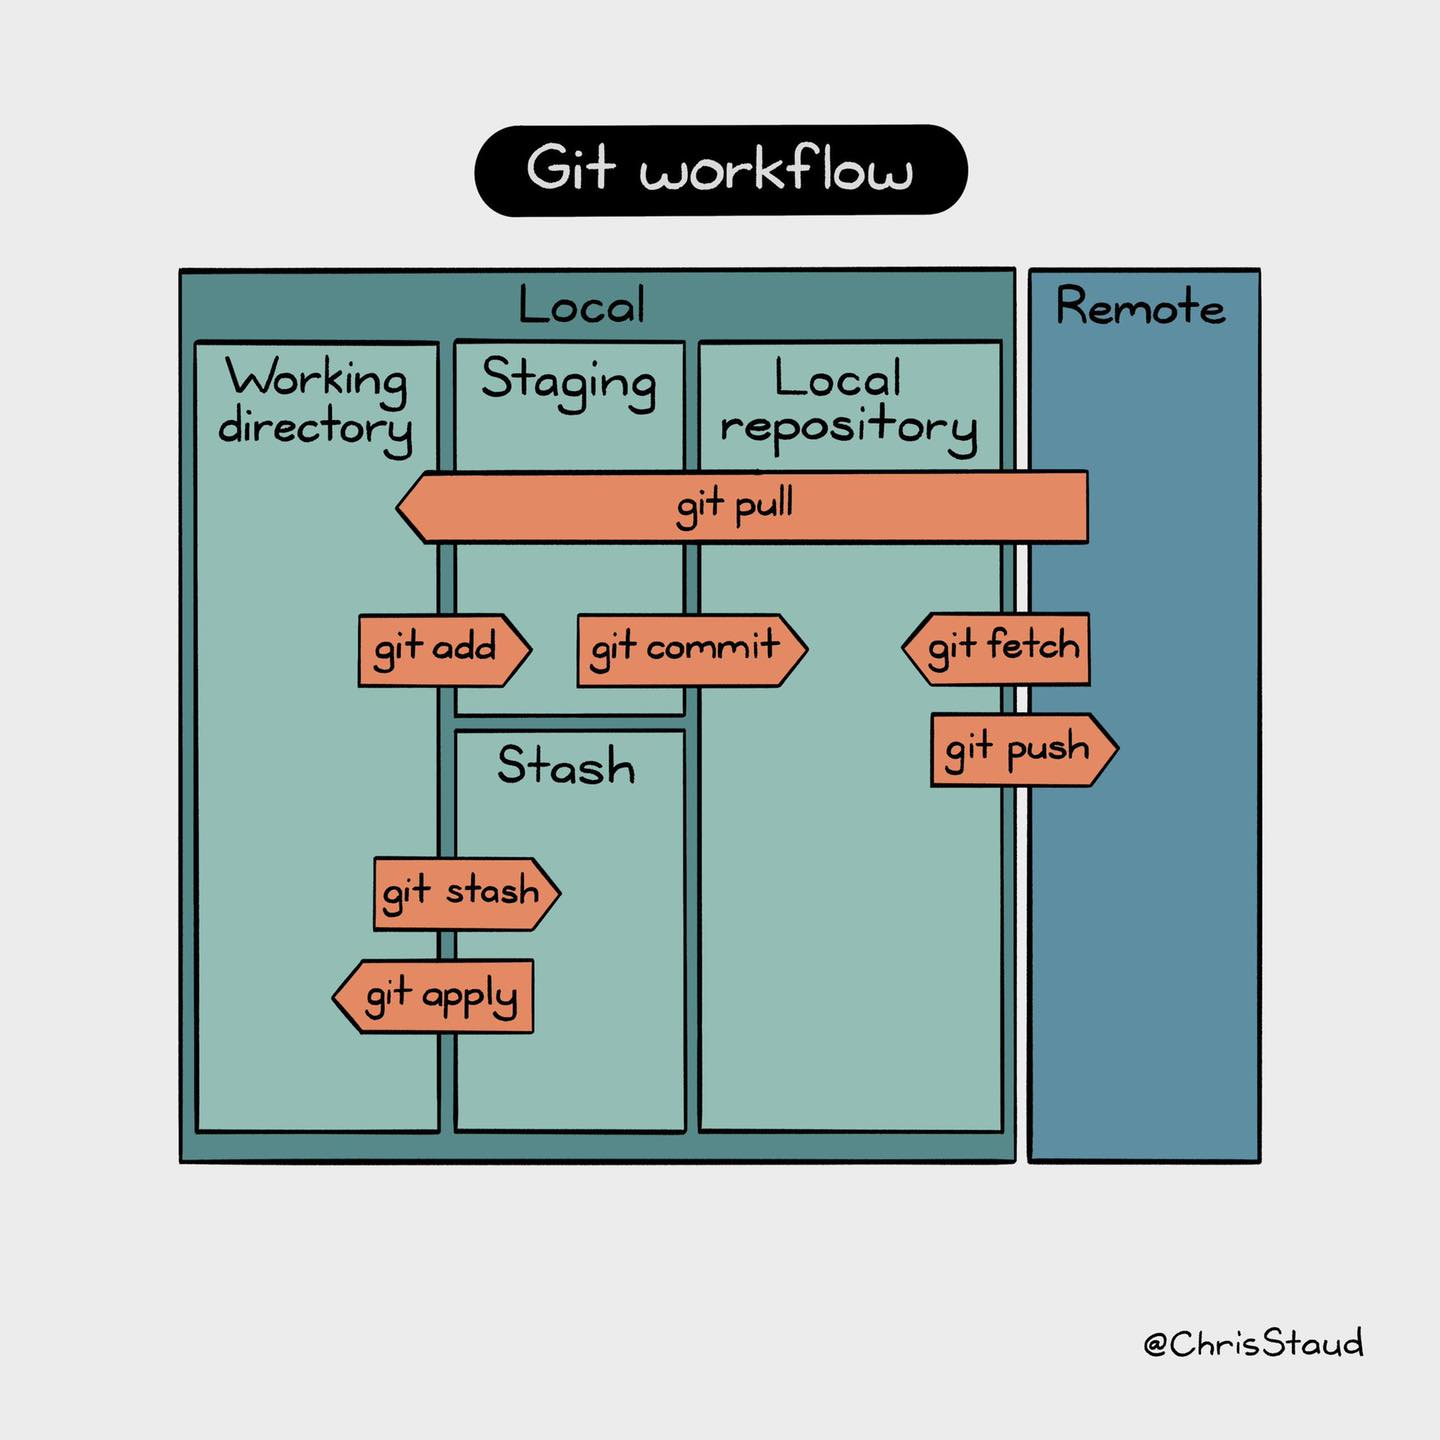 Git workflow
Local
Remote
Working
directory
Staging
Local
repository
git pull
git add
git commit
git fetch
git push
Stash
git stash
git apply
@ChrisStaud